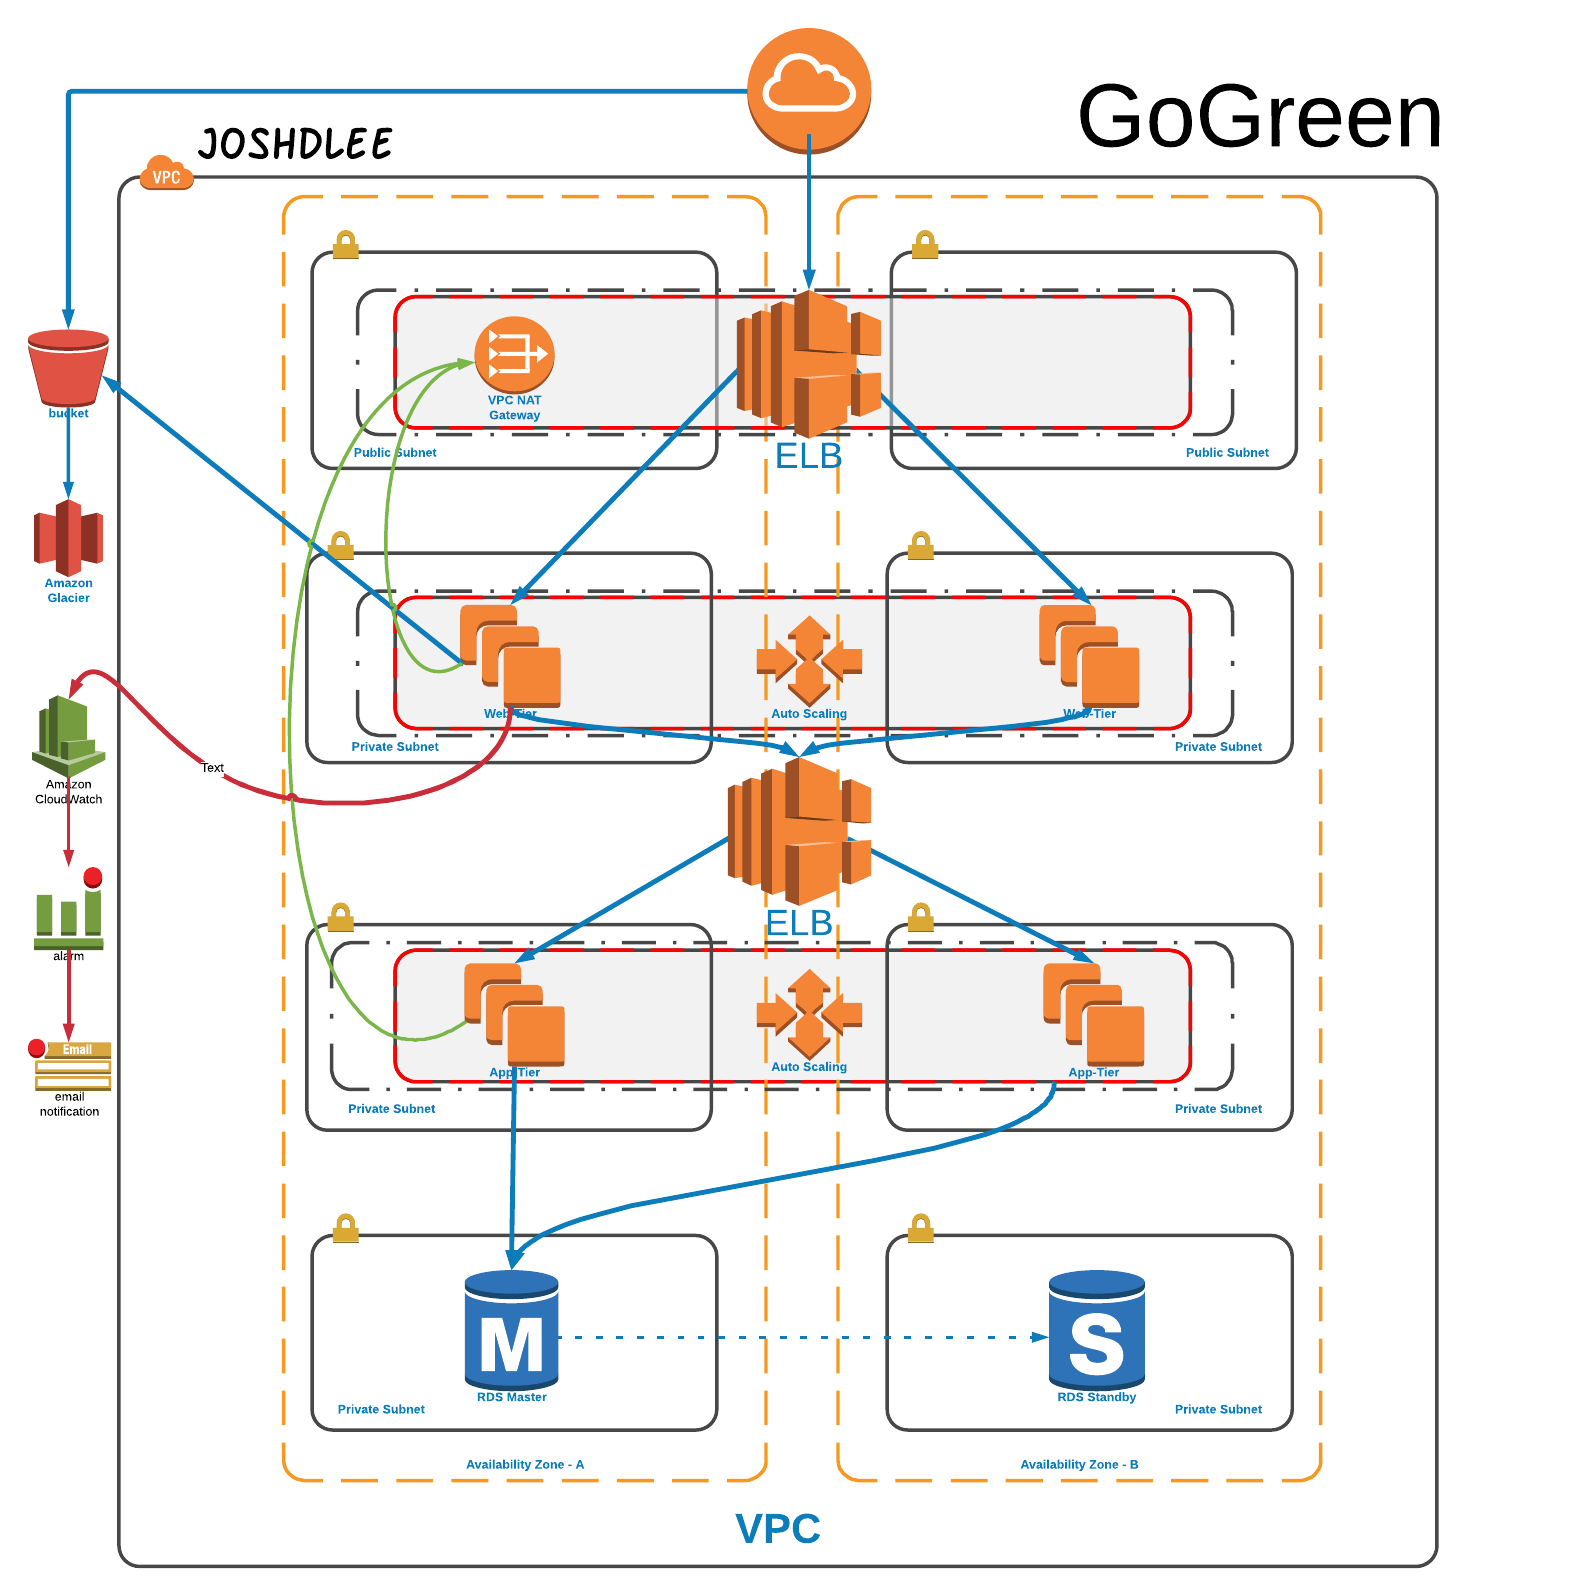 GoGreen
JOSHDLEE
VPC
VPC NAT
Gateway
bucket
Public Subnet
ELB
Public Subnet
Amazon
Glacier
Web-Tier
Auto Scaling
Web-Tier
Private Subnet
Private Subnet
Text
Amazon
CloudWatch
ELB
alarm
Email
email
notification
App-Tier
Auto Scaling
App-Tier
Private Subnet
Private Subnet
M
S
RDS Master
RDS Standby
Private Subnet
Private Subnet
Availability Zone - A
Availability Zone - B
VPC